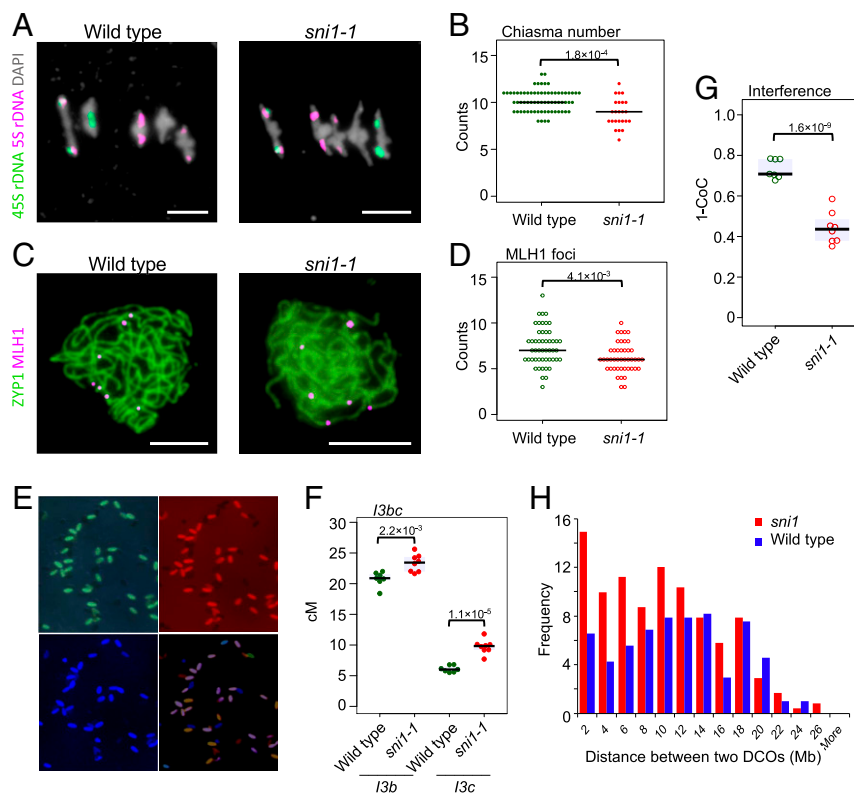 A
Wild type
sni1-1
45S rDNA 5S rDNA DAPI
B
Chiasma number
1.8×10-4
15
10
5
0
Counts
Wild type
sni1-1
C
Wild type
sni1-1
ZYP1 MLH1
D
MLH1 foci
4.1×10-3
15
10
5
0
Counts
Wild type
sni1-1
G
Interference
1.6×10-9
1.0
0.8
0.6
0.4
0.2
0
1-CoC
Wild type
sni1-1
E
F
I3bc
2.2×10-3
1.1×10-5
30
25
20
15
10
5
0
cM
Wild type
sni1-1
Wild type
sni1-1
I3b
I3c
H
sni1
Wild type
16
12
8
4
0
Frequency
2 4 6 8 10 12 14 16 18 20 22 24 26 More
Distance between two DCOs (Mb)